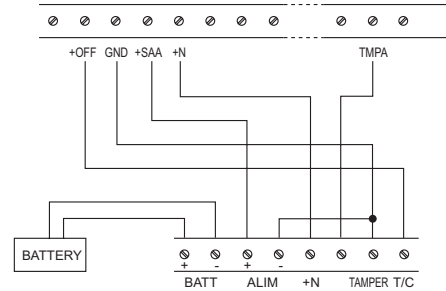 +OFF GND +SAA +N TMPA
BATTERY
+ - + -
BATT ALIM +N TAMPER T/C